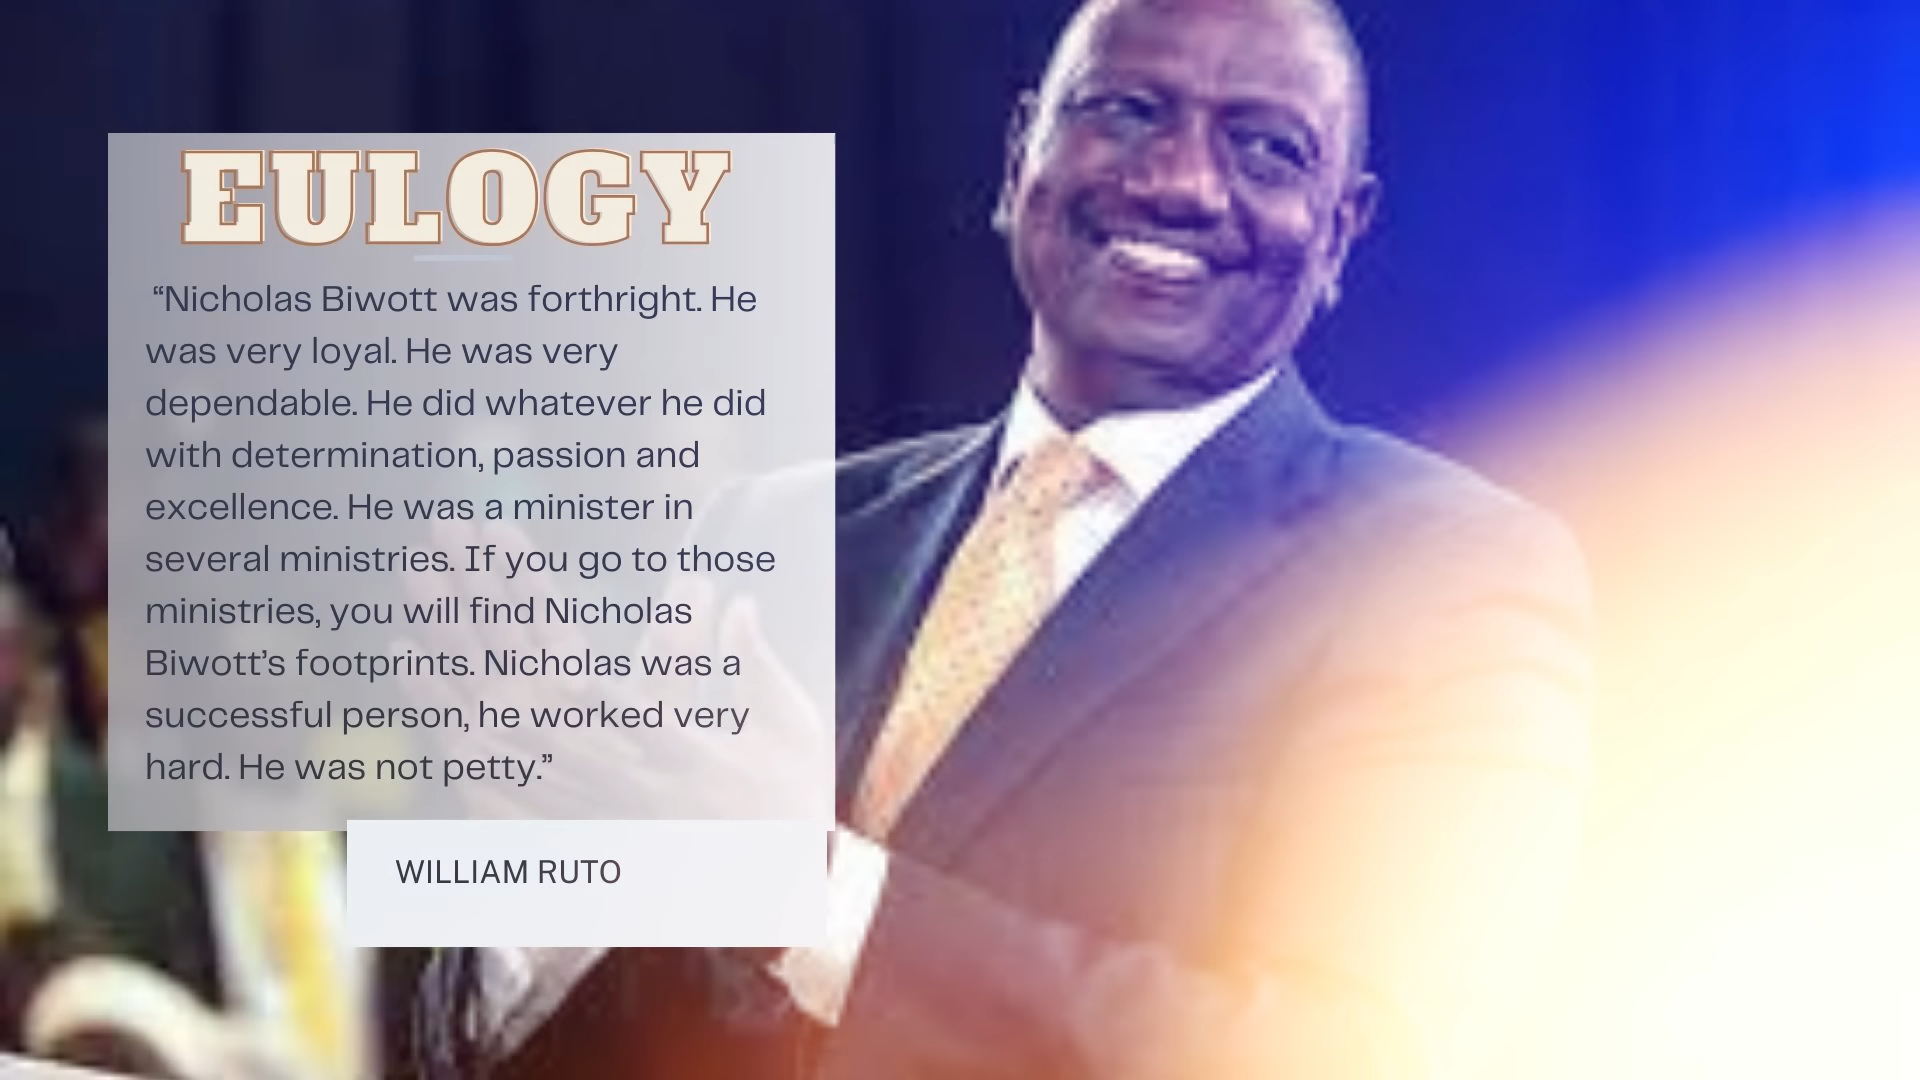 EULOGY
“Nicholas Biwott was forthright. He
was very loyal. He was very
dependable. He did whatever he did
with determination, passion and
excellence. He was a minister in
several ministries. If you go to those
ministries, you will find Nicholas
Biwott’s footprints. Nicholas was a
successful person, he worked very
hard. He was not petty.”
WILLIAM RUTO